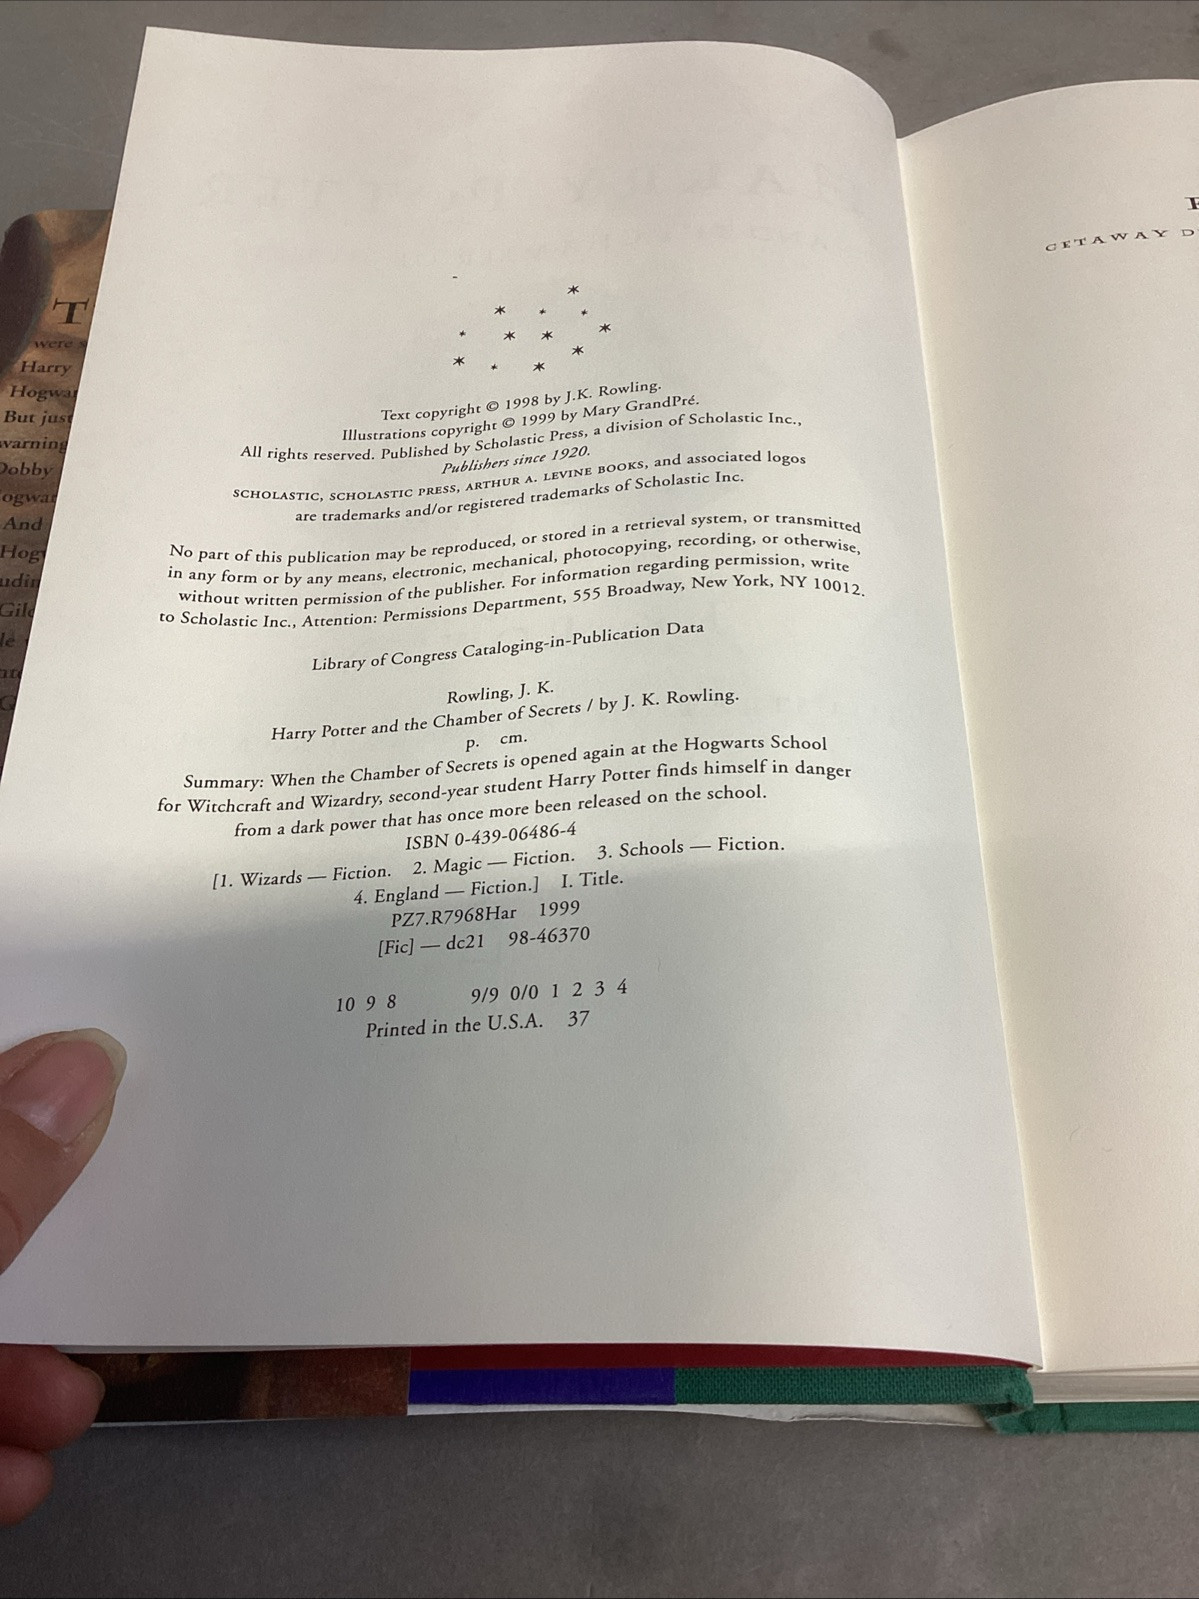 Text copyright © 1998 by J.K. Rowling.
Illustrations copyright © 1999 by Mary GrandPré.
All rights reserved. Published by Scholastic Press, a division of Scholastic Inc.,
Publishers since 1920.
SCHOLASTIC, SCHOLASTIC PRESS, ARTHUR A. LEVINE BOOKS, and associated logos
are trademarks and/or registered trademarks of Scholastic Inc.
No part of this publication may be reproduced, or stored in a retrieval system, or transmitted
in any form or by any means, electronic, mechanical, photocopying, recording, or otherwise,
without written permission of the publisher. For information regarding permission, write
to Scholastic Inc., Attention: Permissions Department, 555 Broadway, New York, NY 10012.
Library of Congress Cataloging-in-Publication Data
Rowling, J. K.
Harry Potter and the Chamber of Secrets / by J. K. Rowling.
p. cm.
Summary: When the Chamber of Secrets is opened again at the Hogwarts School
for Witchcraft and Wizardry, second-year student Harry Potter finds himself in danger
from a dark power that has once more been released on the school.
ISBN 0-439-06486-4
[1. Wizards — Fiction. 2. Magic — Fiction. 3. Schools — Fiction.
4. England — Fiction.] I. Title.
PZ7.R7968Har 1999
[Fic] — dc21 98-46370
10 9 8 9/9 0/0 1 2 3 4
Printed in the U.S.A. 37
GETAWAY D
T
were s
Harry
Hogwar
But just
warning
Dobby
And